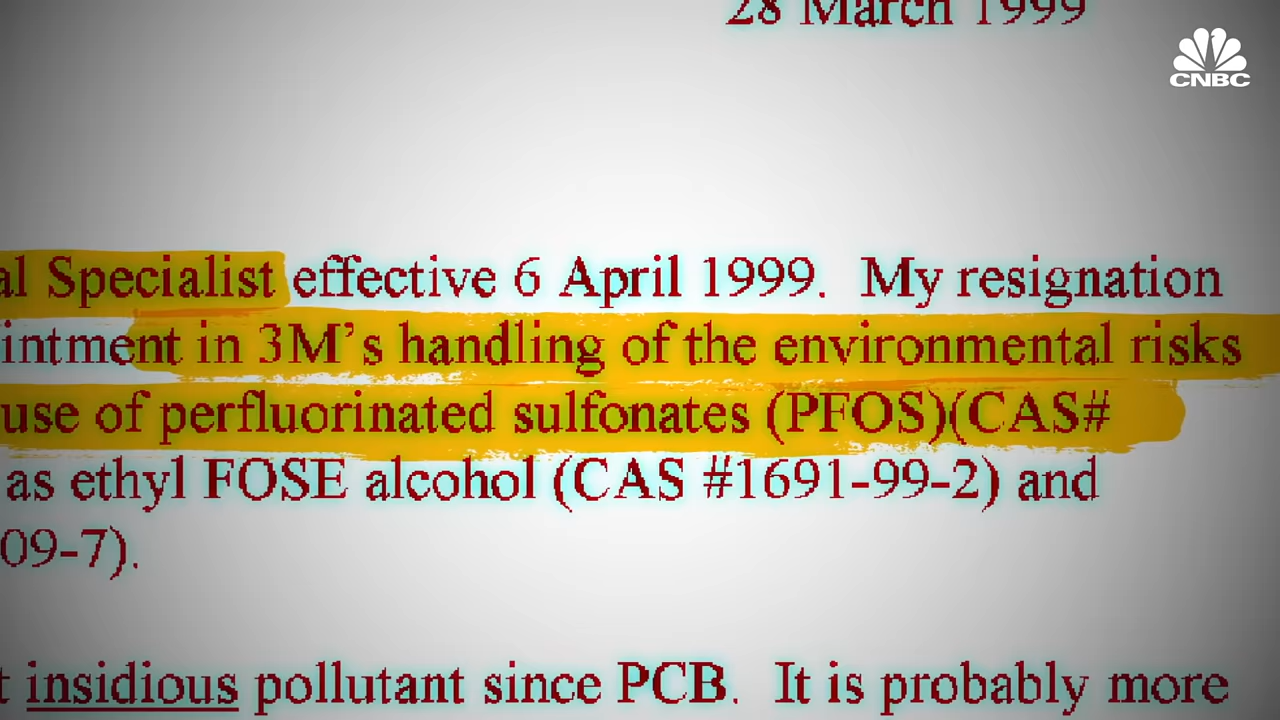 28 March 1999
CNBC
al Specialist effective 6 April 1999. My resignation
intment in 3M's handling of the environmental risks
use of perfluorinated sulfonates (PFOS)(CAS#
as ethyl FOSE alcohol (CAS #1691-99-2) and
09-7).
t insidious pollutant since PCB. It is probably more